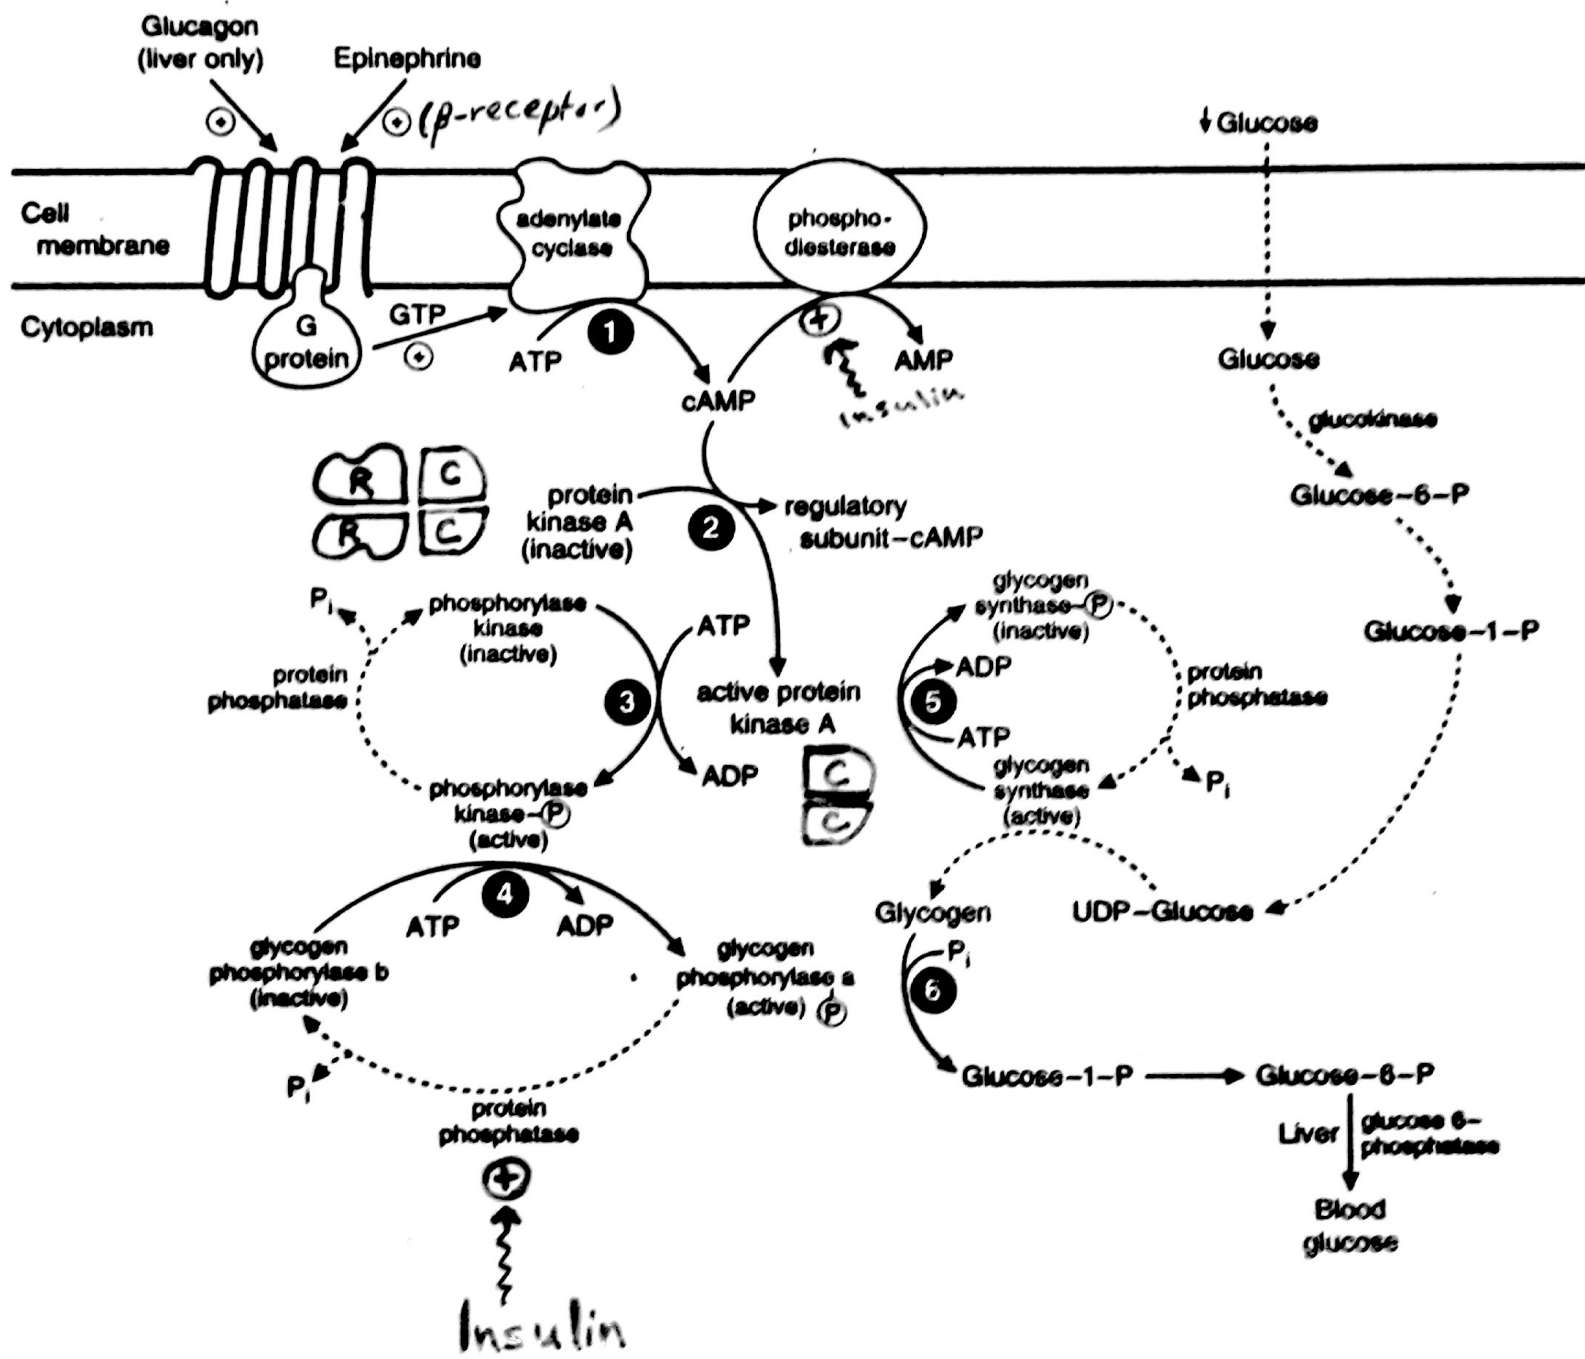 Glucagon
(liver only)
Epinephrine
(β-receptor)
↓ Glucose
Cell
membrane
adenylate
cyclase
phospho-
diesterase
Cytoplasm
G
protein
GTP
ATP
1
cAMP
AMP
insulin
Glucose
glucokinase
Glucose-6-P
Glucose-1-P
R
C
R
C
protein
kinase A
(inactive)
2
regulatory
subunit-cAMP
Pi
phosphorylase
kinase
(inactive)
ATP
protein
phosphatase
3
active protein
kinase A
ADP
C
C
phosphorylase
kinase-P
(active)
glycogen
synthase-P
(inactive)
ADP
5
ATP
protein
phosphatase
Pi
glycogen
synthase
(active)
4
ATP
ADP
glycogen
phosphorylase b
(inactive)
glycogen
phosphorylase a
(active) P
Glycogen
UDP-Glucose
Pi
6
Pi
protein
phosphatase
Insulin
Glucose-1-P
Glucose-6-P
Liver
glucose 6-
phosphatase
Blood
glucose